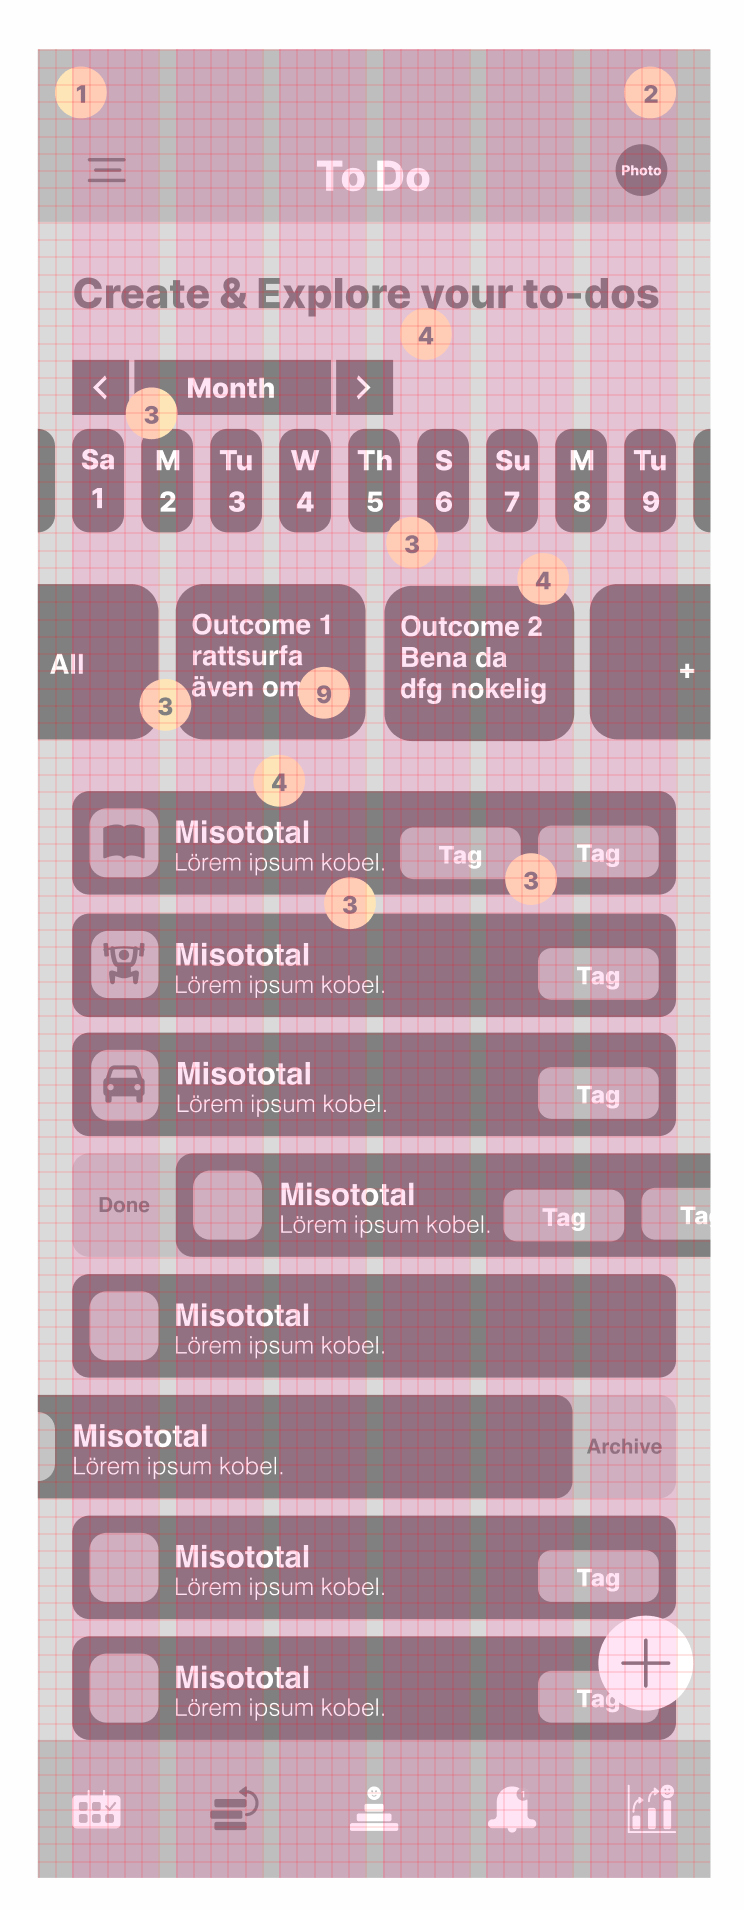 1
2
To Do
Photo
Create & Explore your to-dos
4
Month
3
Sa M Tu W Th S Su M Tu
1 2 3 4 5 6 7 8 9
3
4
All
Outcome 1
rattsurfa
även om
9
Outcome 2
Bena da
dfg nokelig
+
3
4
Misototal
Lörem ipsum kobel.
Tag
Tag
3
3
Misototal
Lörem ipsum kobel.
Tag
Misototal
Lörem ipsum kobel.
Tag
Done
Misototal
Lörem ipsum kobel.
Tag
Misototal
Lörem ipsum kobel.
Misototal
Lörem ipsum kobel.
Archive
Misototal
Lörem ipsum kobel.
Tag
Misototal
Lörem ipsum kobel.
Tag